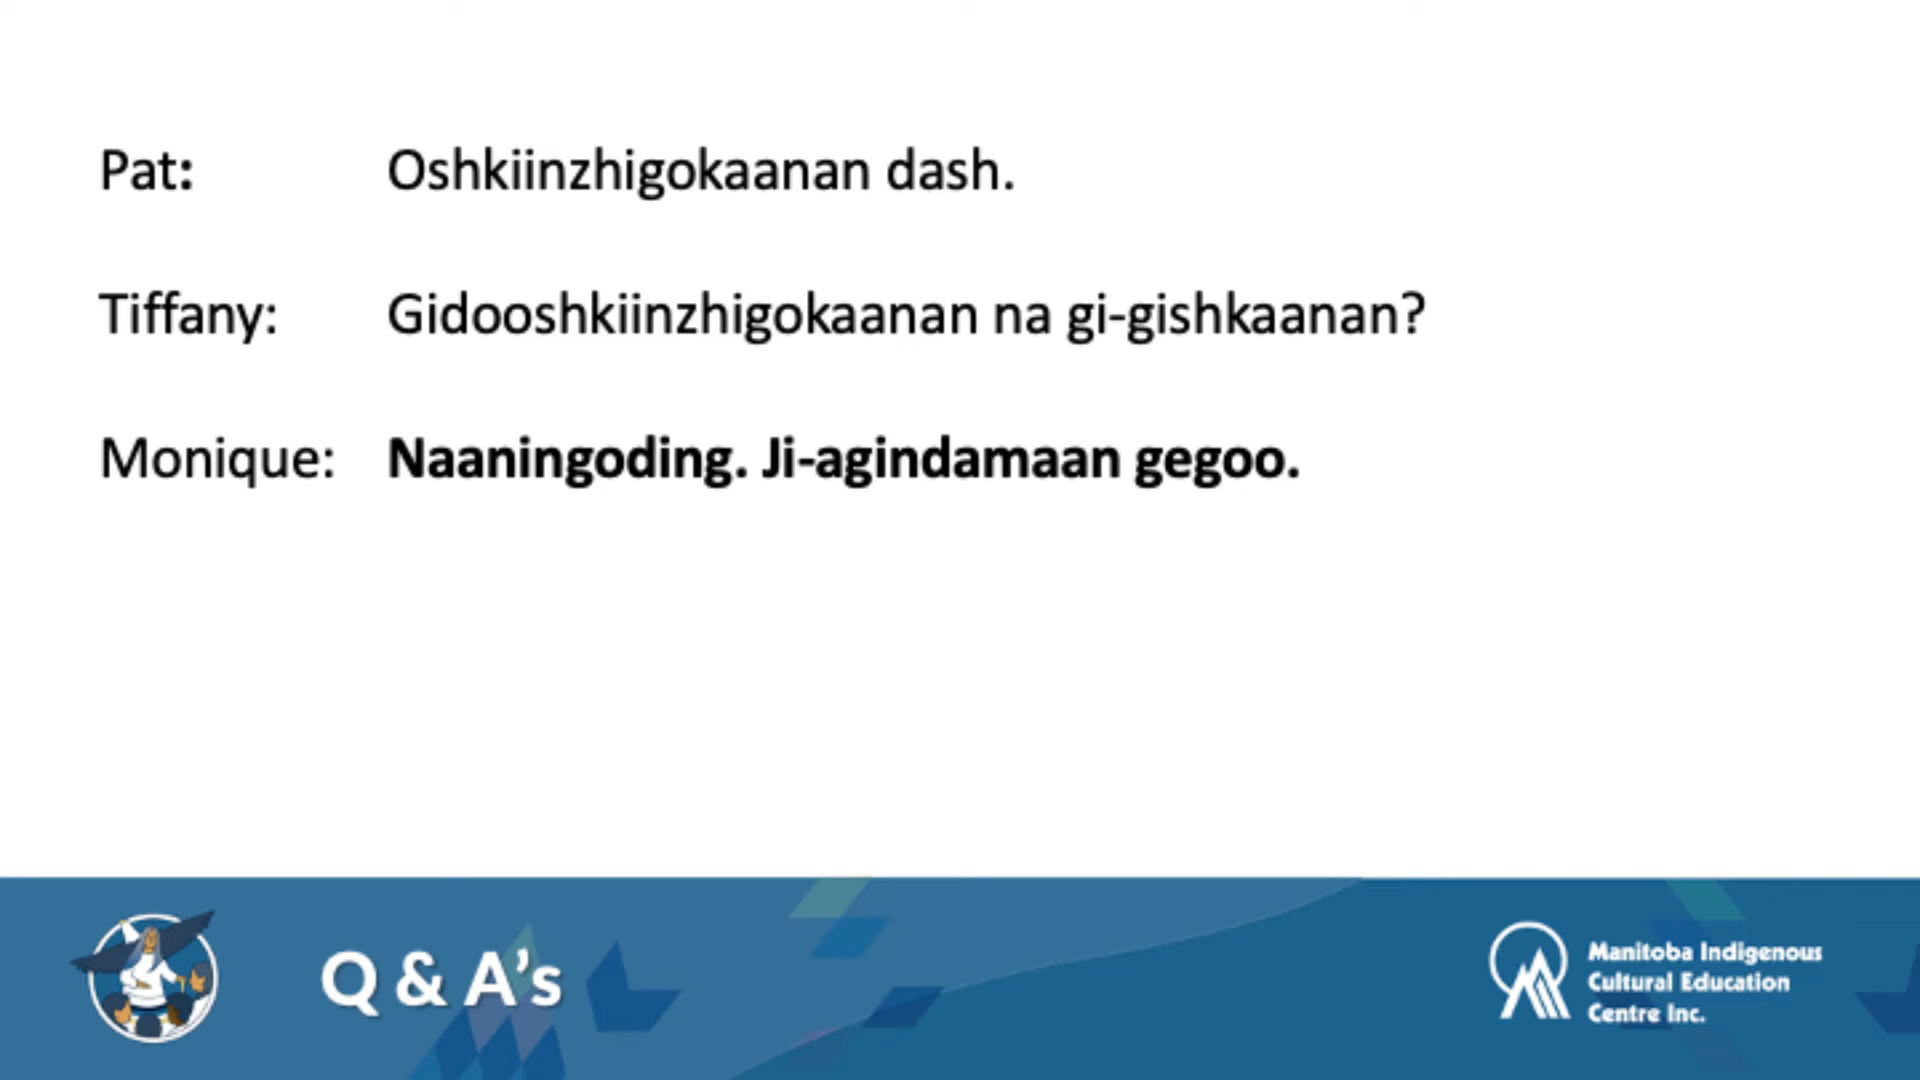 Pat: Oshkiinzhigokaanan dash.
Tiffany: Gidooshkiinzhigokaanan na gi-gishkaanan?
Monique: Naaningoding. Ji-agindamaan gegoo.
Q & A's
Manitoba Indigenous
Cultural Education
Centre Inc.